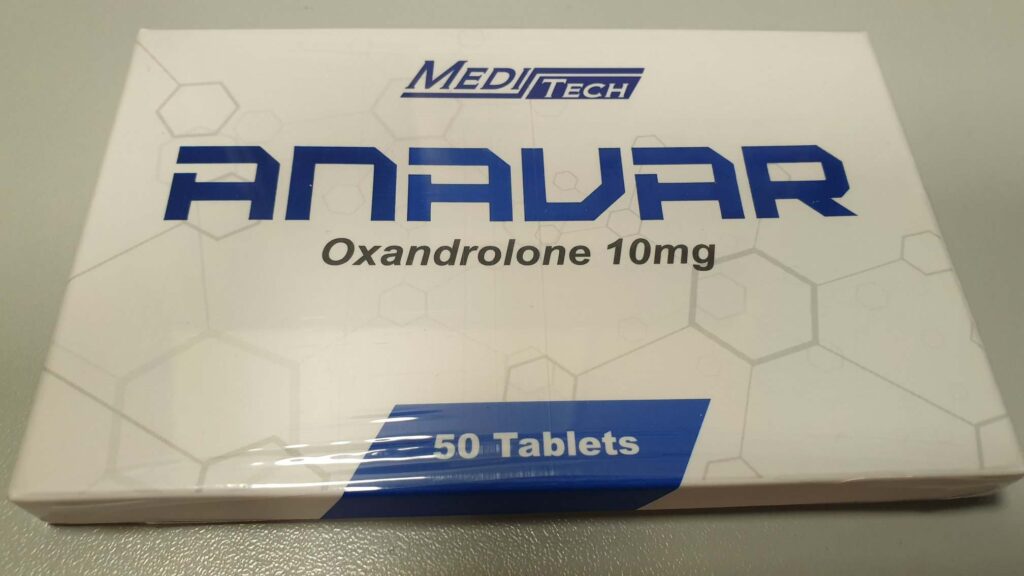 MEDITECH
ANAVAR
Oxandrolone 10mg
50 Tablets